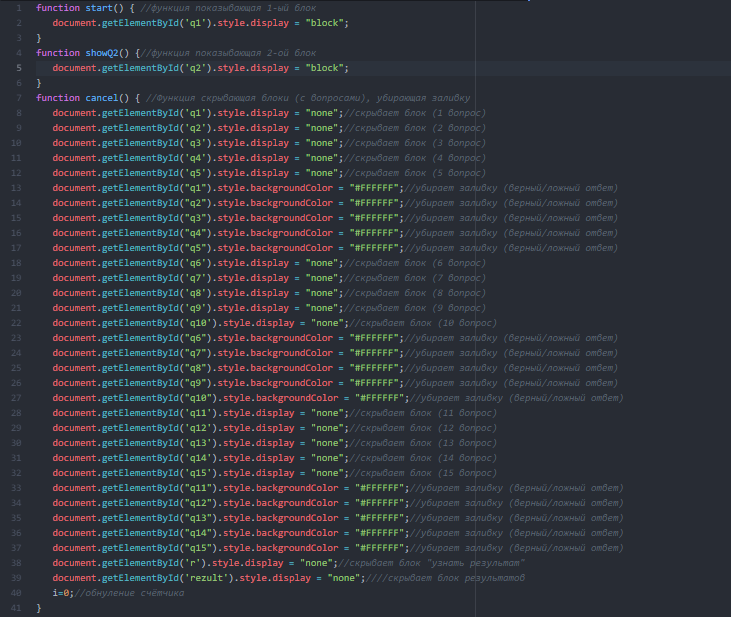 1 function start() { //функция показывающая 1-ый блок
2 document.getElementById('q1').style.display = "block";
3 }
4 function showQ2() {//функция показывающая 2-ой блок
5 document.getElementById('q2').style.display = "block";
6 }
7 function cancel() { //Функция скрывающая блоки (с вопросами), убирающая заливку
8 document.getElementById('q1').style.display = "none";//скрывает блок (1 вопрос)
9 document.getElementById('q2').style.display = "none";//скрывает блок (2 вопрос)
10 document.getElementById('q3').style.display = "none";//скрывает блок (3 вопрос)
11 document.getElementById('q4').style.display = "none";//скрывает блок (4 вопрос)
12 document.getElementById('q5').style.display = "none";//скрывает блок (5 вопрос)
13 document.getElementById("q1").style.backgroundColor = "#FFFFFF";//убирает заливку (верный/ложный ответ)
14 document.getElementById("q2").style.backgroundColor = "#FFFFFF";//убирает заливку (верный/ложный ответ)
15 document.getElementById("q3").style.backgroundColor = "#FFFFFF";//убирает заливку (верный/ложный ответ)
16 document.getElementById("q4").style.backgroundColor = "#FFFFFF";//убирает заливку (верный/ложный ответ)
17 document.getElementById("q5").style.backgroundColor = "#FFFFFF";//убирает заливку (верный/ложный ответ)
18 document.getElementById('q6').style.display = "none";//скрывает блок (6 вопрос)
19 document.getElementById('q7').style.display = "none";//скрывает блок (7 вопрос)
20 document.getElementById('q8').style.display = "none";//скрывает блок (8 вопрос)
21 document.getElementById('q9').style.display = "none";//скрывает блок (9 вопрос)
22 document.getElementById('q10').style.display = "none";//скрывает блок (10 вопрос)
23 document.getElementById("q6").style.backgroundColor = "#FFFFFF";//убирает заливку (верный/ложный ответ)
24 document.getElementById("q7").style.backgroundColor = "#FFFFFF";//убирает заливку (верный/ложный ответ)
25 document.getElementById("q8").style.backgroundColor = "#FFFFFF";//убирает заливку (верный/ложный ответ)
26 document.getElementById("q9").style.backgroundColor = "#FFFFFF";//убирает заливку (верный/ложный ответ)
27 document.getElementById("q10").style.backgroundColor = "#FFFFFF";//убирает заливку (верный/ложный ответ)
28 document.getElementById('q11').style.display = "none";//скрывает блок (11 вопрос)
29 document.getElementById('q12').style.display = "none";//скрывает блок (12 вопрос)
30 document.getElementById('q13').style.display = "none";//скрывает блок (13 вопрос)
31 document.getElementById('q14').style.display = "none";//скрывает блок (14 вопрос)
32 document.getElementById('q15').style.display = "none";//скрывает блок (15 вопрос)
33 document.getElementById("q11").style.backgroundColor = "#FFFFFF";//убирает заливку (верный/ложный ответ)
34 document.getElementById("q12").style.backgroundColor = "#FFFFFF";//убирает заливку (верный/ложный ответ)
35 document.getElementById("q13").style.backgroundColor = "#FFFFFF";//убирает заливку (верный/ложный ответ)
36 document.getElementById("q14").style.backgroundColor = "#FFFFFF";//убирает заливку (верный/ложный ответ)
37 document.getElementById("q15").style.backgroundColor = "#FFFFFF";//убирает заливку (верный/ложный ответ)
38 document.getElementById('r').style.display = "none";//скрывает блок "узнать результат"
39 document.getElementById('rezult').style.display = "none";////скрывает блок результатов
40 i=0;//обнуление счётчика
41 }